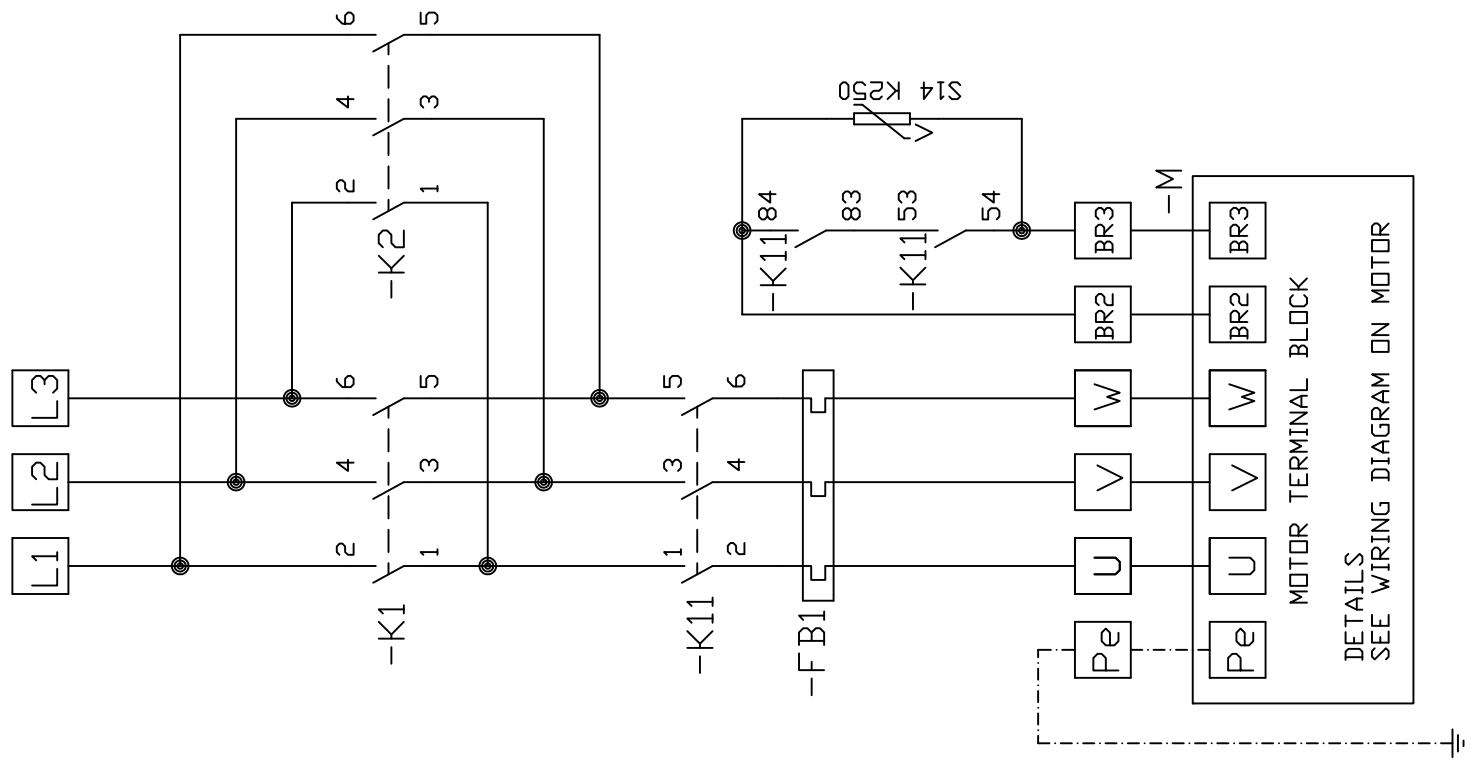 6
5
4
3
S14 K250
2
1
-K2
84
-K11
83
53
-K11
54
-M
L3
L2
L1
6
5
4
3
2
1
-K1
5
6
3
4
1
2
-K11
-FB1
BR3
BR2
W
V
U
Pe
BR3
BR2
W
V
U
Pe
MOTOR TERMINAL BLOCK
DETAILS
SEE WIRING DIAGRAM ON MOTOR